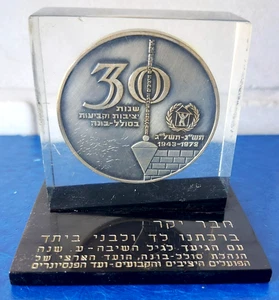 30
שנות
יציבות וקביעות
בסולל-בונה
תש"ג-תשל"ג
1943-1973
חבר יקר
ברכתנו לך ולבני ביתך
עם הגיעך לגיל השיבה-ע שנה
הנהלת סולל-בונה, הועד הארצי של
הפועלים היציבים והקבועים-ועד הפנסיונרים